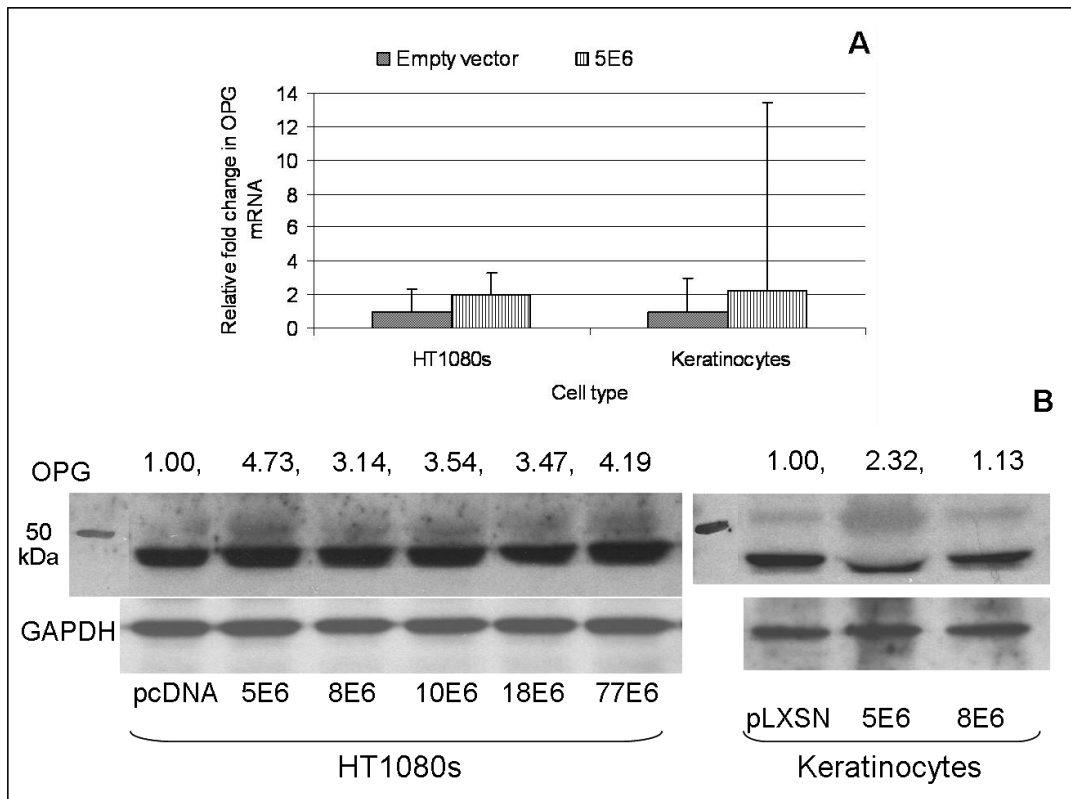 A
Empty vector 5E6
Relative fold change in OPG
mRNA
14
12
10
8
6
4
2
0
HT1080s Keratinocytes
Cell type
B
OPG 1.00, 4.73, 3.14, 3.54, 3.47, 4.19 1.00, 2.32, 1.13
50
kDa
GAPDH
pcDNA 5E6 8E6 10E6 18E6 77E6 pLXSN 5E6 8E6
HT1080s Keratinocytes